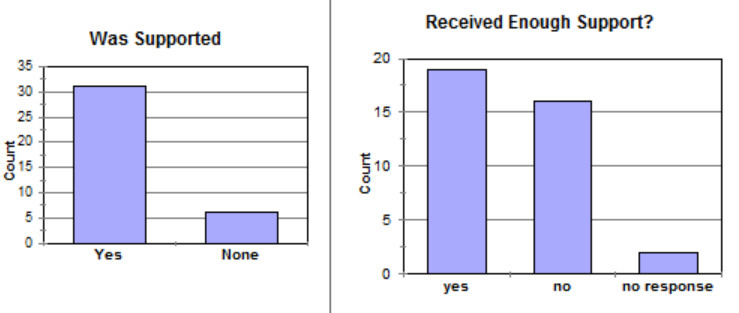 Was Supported
35
30
25
20
15
10
5
0
Count
Yes None
Received Enough Support?
20
15
10
5
0
Count
yes no no response